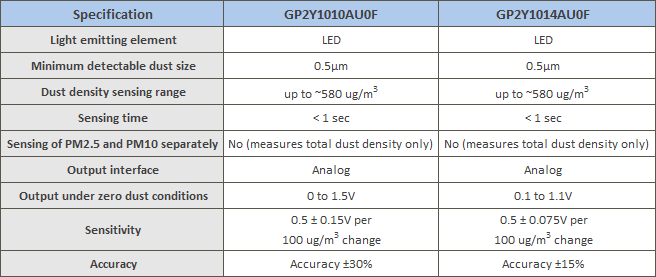 Specification GP2Y1010AU0F GP2Y1014AU0F
Light emitting element LED LED
Minimum detectable dust size 0.5μm 0.5μm
Dust density sensing range up to ~580 ug/m³ up to ~580 ug/m³
Sensing time < 1 sec < 1 sec
Sensing of PM2.5 and PM10 separately No (measures total dust density only) No (measures total dust density only)
Output interface Analog Analog
Output under zero dust conditions 0 to 1.5V 0.1 to 1.1V
Sensitivity 0.5 ± 0.15V per 0.5 ± 0.075V per
100 ug/m³ change 100 ug/m³ change
Accuracy Accuracy ±30% Accuracy ±15%